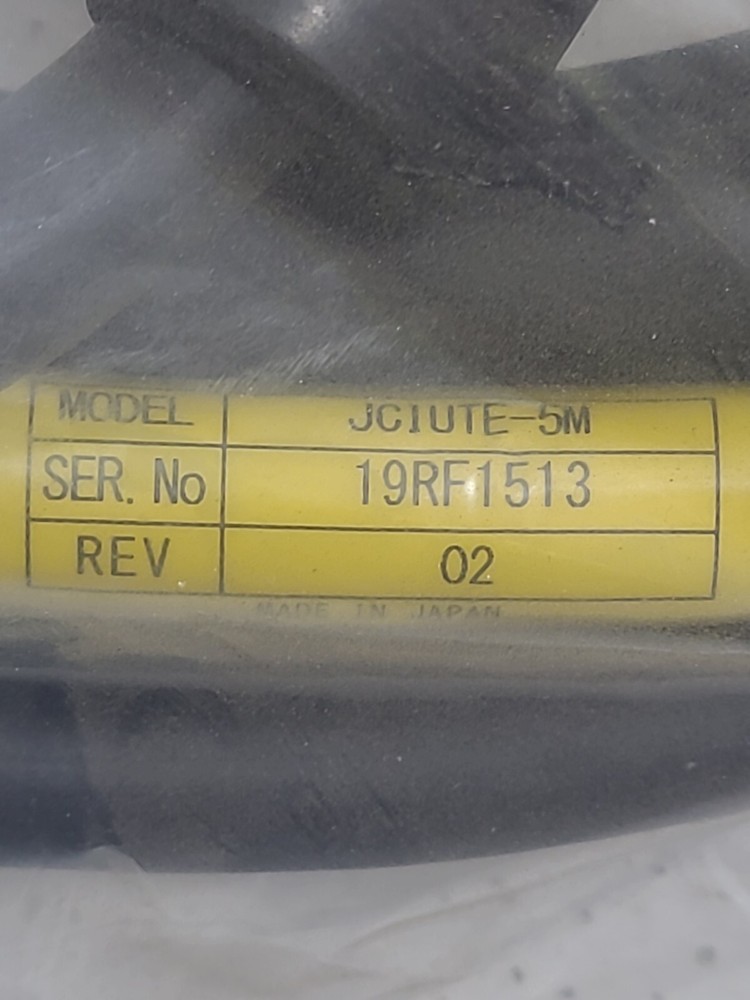 MODEL JC1UTE-5M
SER. No 19RF1513
REV 02
MADE IN JAPAN